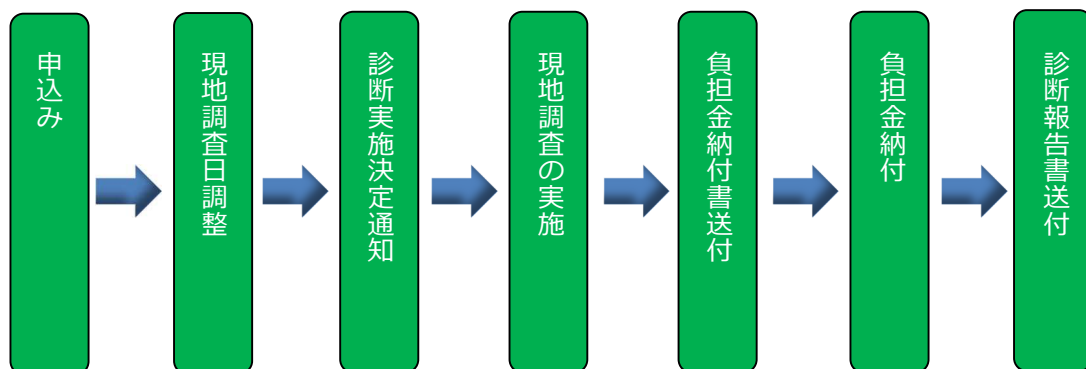 申込み
現地調査日調整
診断実施決定通知
現地調査の実施
負担金納付書送付
負担金納付
診断報告書送付